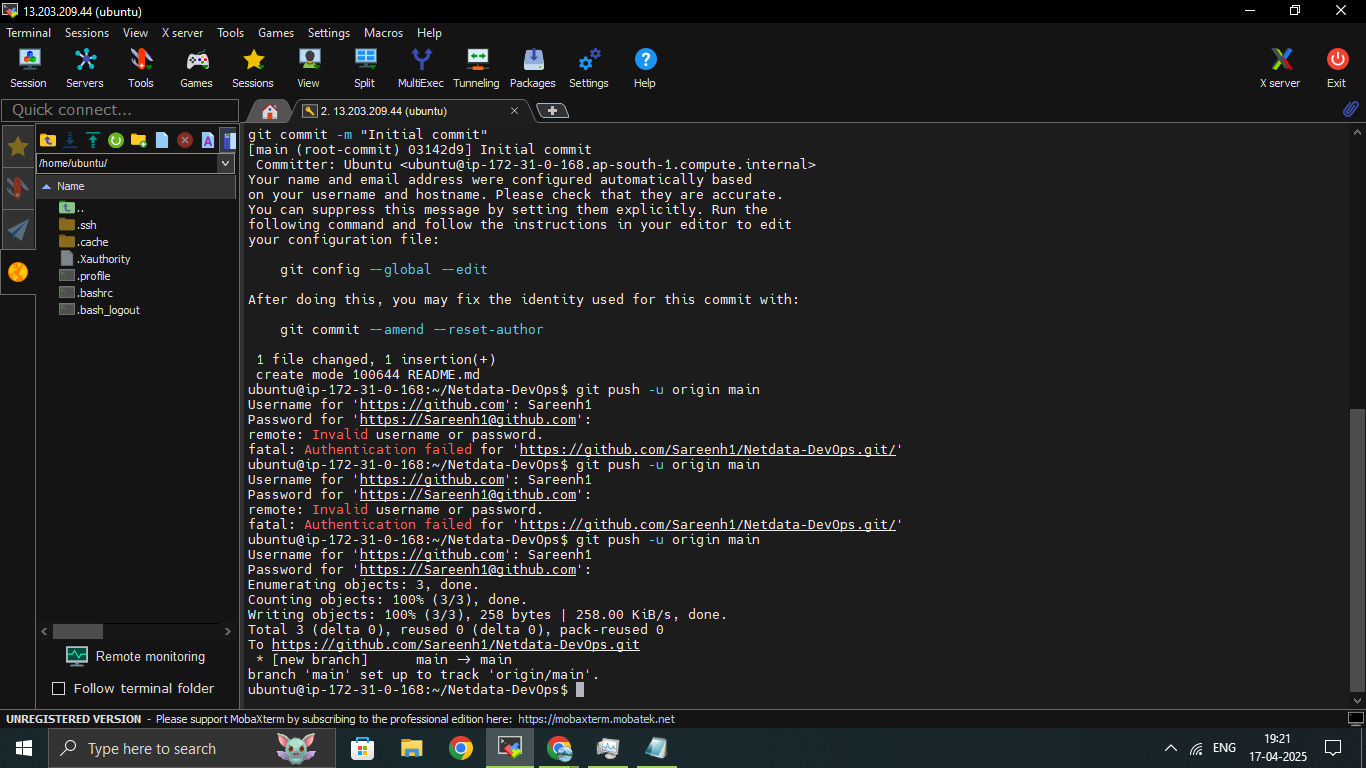 13.203.209.44 (ubuntu)
Terminal Sessions View X server Tools Games Settings Macros Help
Session Servers Tools Games Sessions View Split MultiExec Tunneling Packages Settings Help X server Exit
Quick connect...
2. 13.203.209.44 (ubuntu)
/home/ubuntu/
Name
..
.ssh
.cache
.Xauthority
.profile
.bashrc
.bash_logout
Remote monitoring
Follow terminal folder
git commit -m "Initial commit"
[main (root-commit) 03142d9] Initial commit
Committer: Ubuntu <ubuntu@ip-172-31-0-168.ap-south-1.compute.internal>
Your name and email address were configured automatically based
on your username and hostname. Please check that they are accurate.
You can suppress this message by setting them explicitly. Run the
following command and follow the instructions in your editor to edit
your configuration file:
git config --global --edit
After doing this, you may fix the identity used for this commit with:
git commit --amend --reset-author
1 file changed, 1 insertion(+)
create mode 100644 README.md
ubuntu@ip-172-31-0-168:~/Netdata-DevOps$ git push -u origin main
Username for 'https://github.com': Sareenh1
Password for 'https://Sareenh1@github.com':
remote: Invalid username or password.
fatal: Authentication failed for 'https://github.com/Sareenh1/Netdata-DevOps.git/'
ubuntu@ip-172-31-0-168:~/Netdata-DevOps$ git push -u origin main
Username for 'https://github.com': Sareenh1
Password for 'https://Sareenh1@github.com':
remote: Invalid username or password.
fatal: Authentication failed for 'https://github.com/Sareenh1/Netdata-DevOps.git/'
ubuntu@ip-172-31-0-168:~/Netdata-DevOps$ git push -u origin main
Username for 'https://github.com': Sareenh1
Password for 'https://Sareenh1@github.com':
Enumerating objects: 3, done.
Counting objects: 100% (3/3), done.
Writing objects: 100% (3/3), 258 bytes | 258.00 KiB/s, done.
Total 3 (delta 0), reused 0 (delta 0), pack-reused 0
To https://github.com/Sareenh1/Netdata-DevOps.git
* [new branch] main -> main
branch 'main' set up to track 'origin/main'.
ubuntu@ip-172-31-0-168:~/Netdata-DevOps$
UNREGISTERED VERSION - Please support MobaXterm by subscribing to the professional edition here: https://mobaxterm.mobatek.net
Type here to search
ENG
19:21
17-04-2025